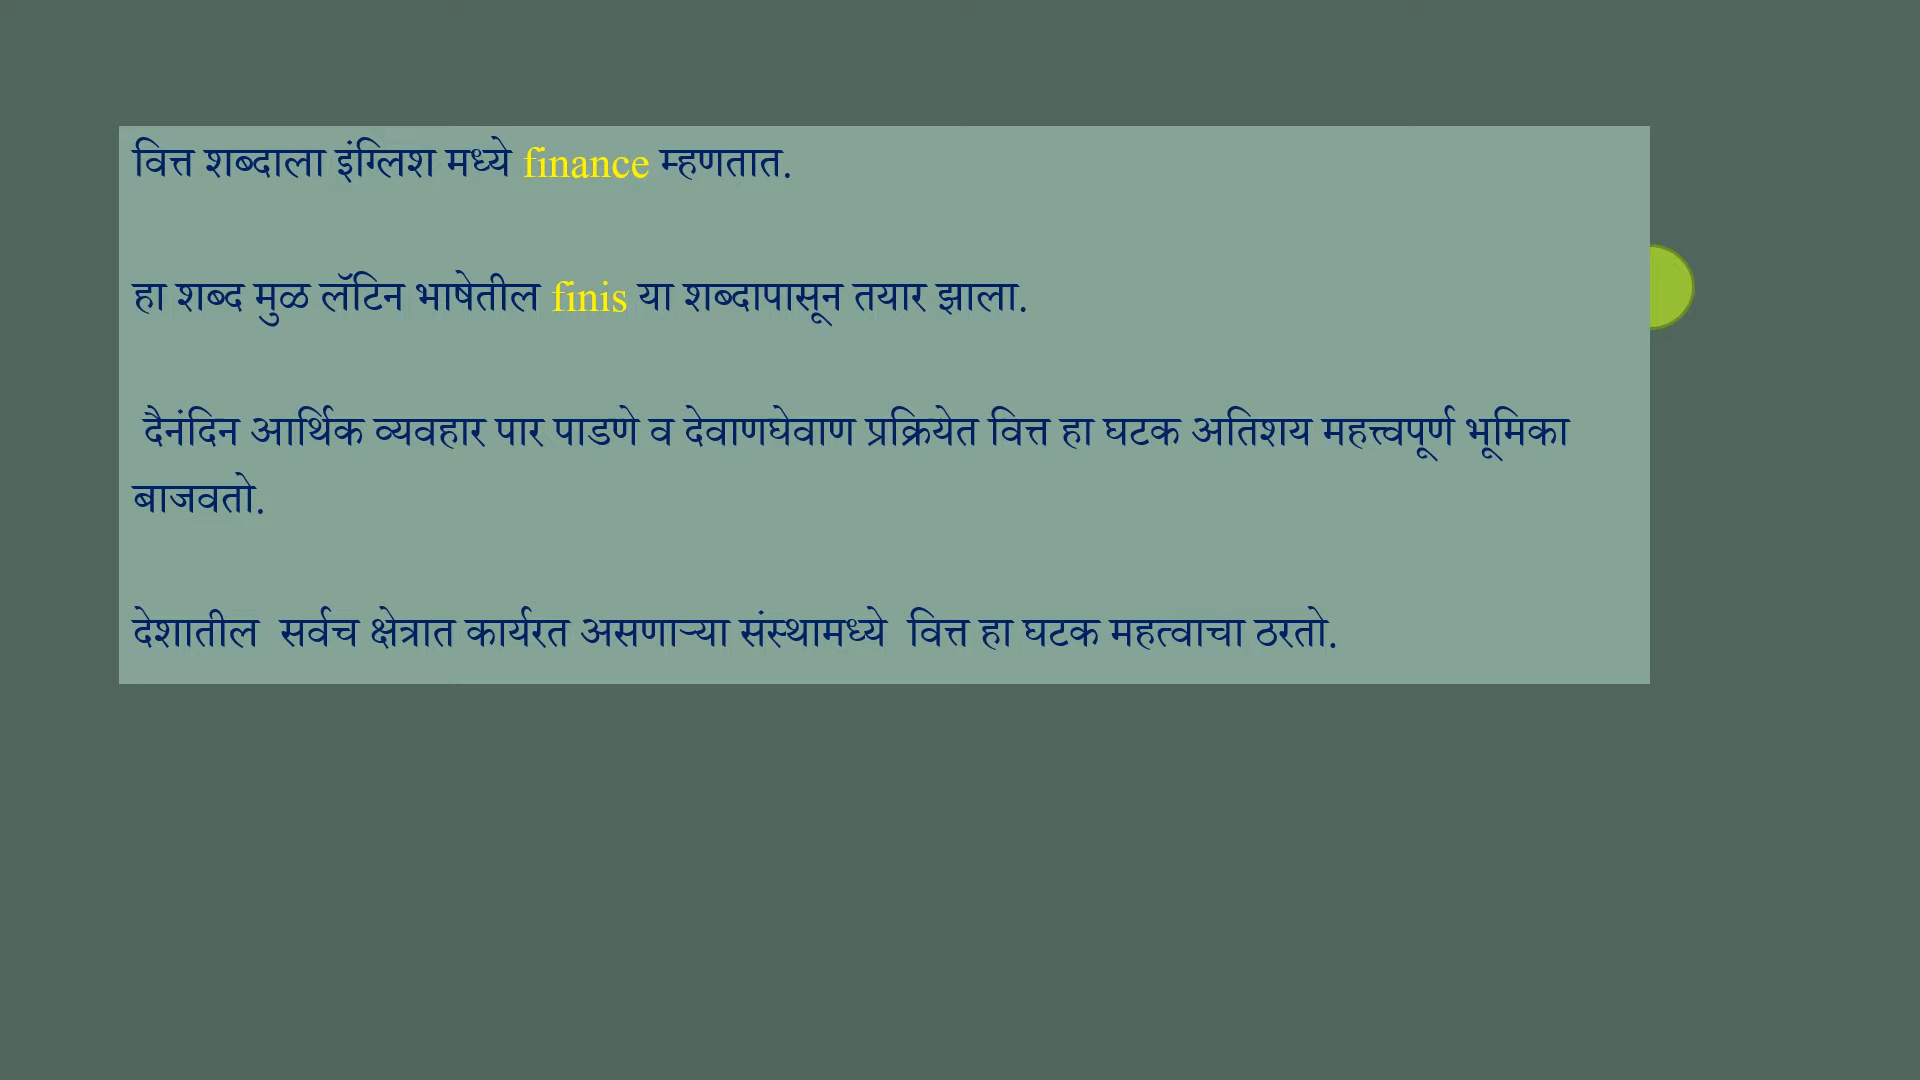 वित्त शब्दाला इंग्लिश मध्ये finance म्हणतात.
हा शब्द मुळ लॅटिन भाषेतील finis या शब्दापासून तयार झाला.
दैनंदिन आर्थिक व्यवहार पार पाडणे व देवाणघेवाण प्रक्रियेत वित्त हा घटक अतिशय महत्त्वपूर्ण भूमिका
बाजवतो.
देशातील सर्वच क्षेत्रात कार्यरत असणाऱ्या संस्थामध्ये वित्त हा घटक महत्वाचा ठरतो.